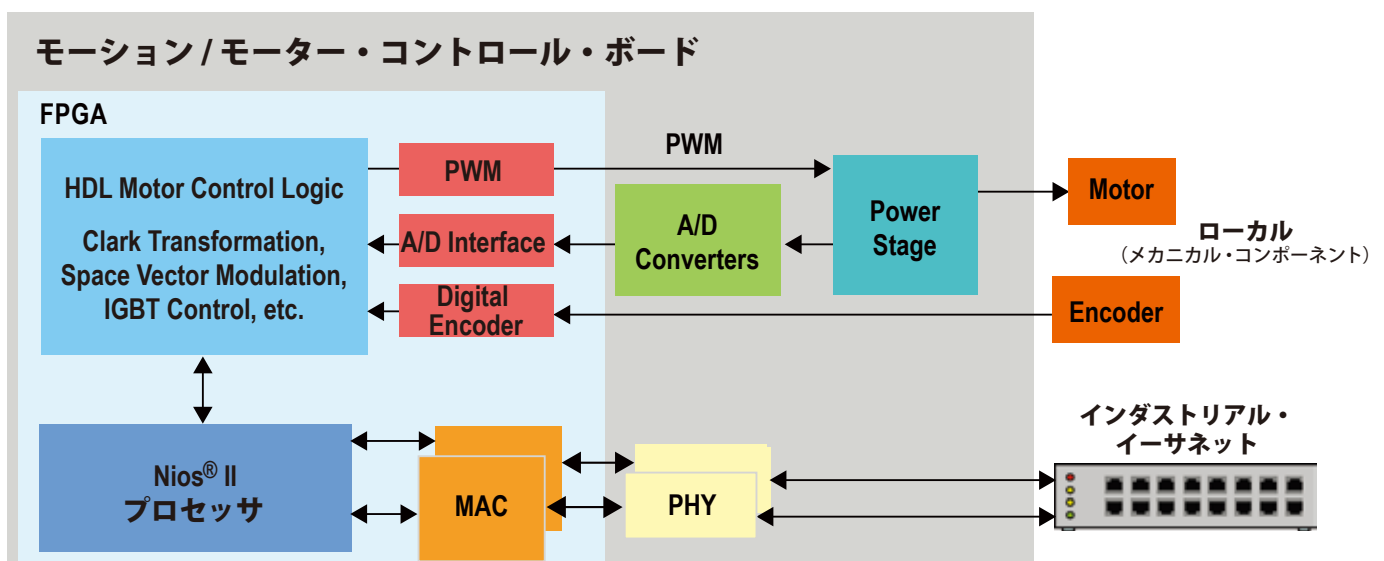 モーション / モーター・コントロール・ボード
FPGA
HDL Motor Control Logic
Clark Transformation,
Space Vector Modulation,
IGBT Control, etc.
PWM
A/D Interface
Digital
Encoder
PWM
A/D
Converters
Power
Stage
Motor
ローカル
（メカニカル・コンポーネント）
Encoder
Nios® II
プロセッサ
MAC
PHY
インダストリアル・
イーサネット